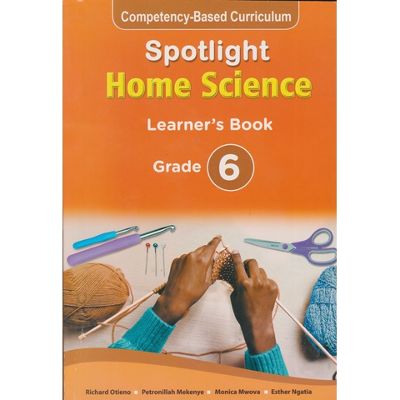 Competency-Based Curriculum
Spotlight
Home Science
Learner's Book
Grade 6
Richard Otieno • Petronillah Mekenye • Monica Mwova • Esther Ngatia